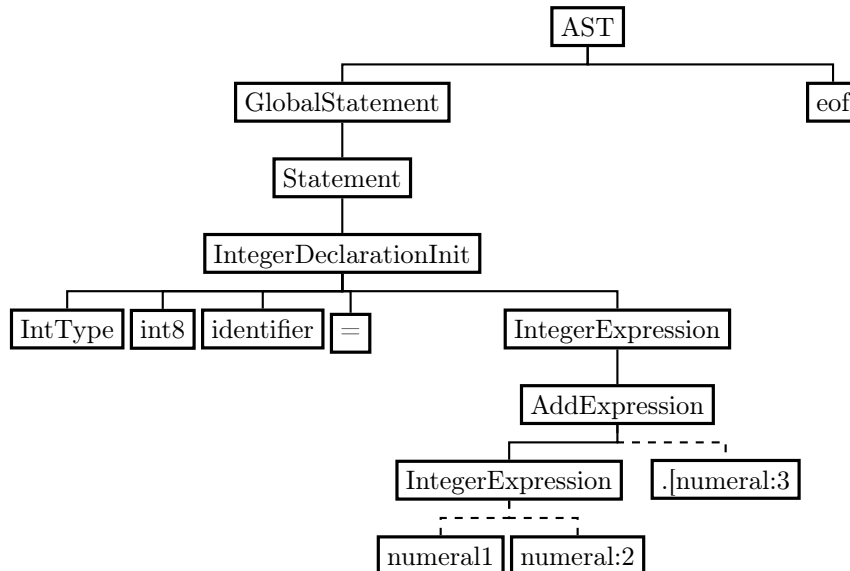 AST
GlobalStatement eof
Statement
IntegerDeclarationInit
IntType int8 identifier = IntegerExpression
AddExpression
IntegerExpression .[numeral:3
numeral1 numeral:2